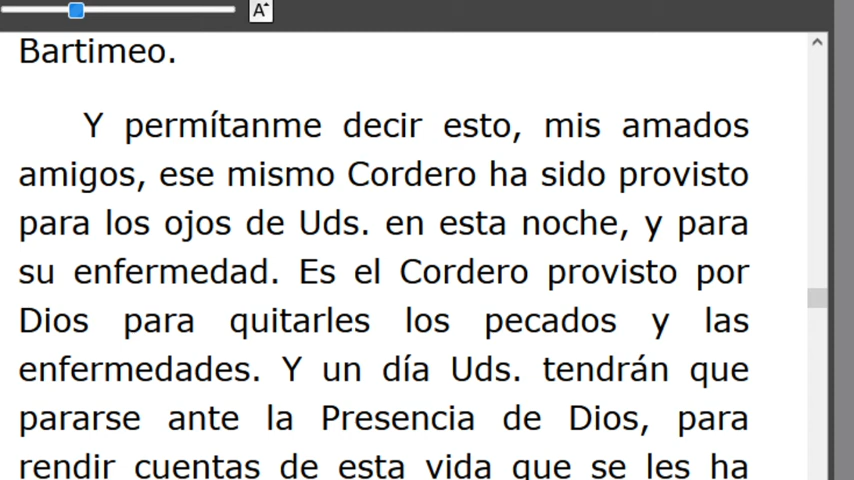 A
Bartimeo.
Y permítanme decir esto, mis amados
amigos, ese mismo Cordero ha sido provisto
para los ojos de Uds. en esta noche, y para
su enfermedad. Es el Cordero provisto por
Dios para quitarles los pecados y las
enfermedades. Y un día Uds. tendrán que
pararse ante la Presencia de Dios, para
rendir cuentas de esta vida que se les ha